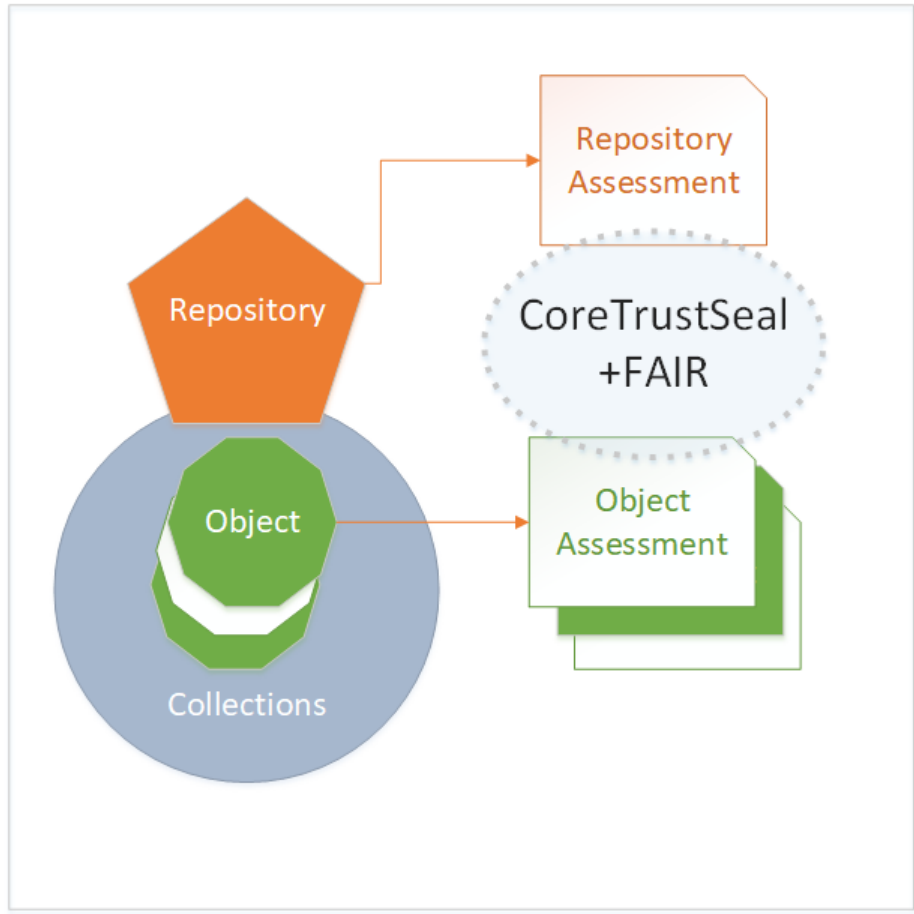 Repository
Assessment
Repository
CoreTrustSeal
+FAIR
Object
Object
Assessment
Collections